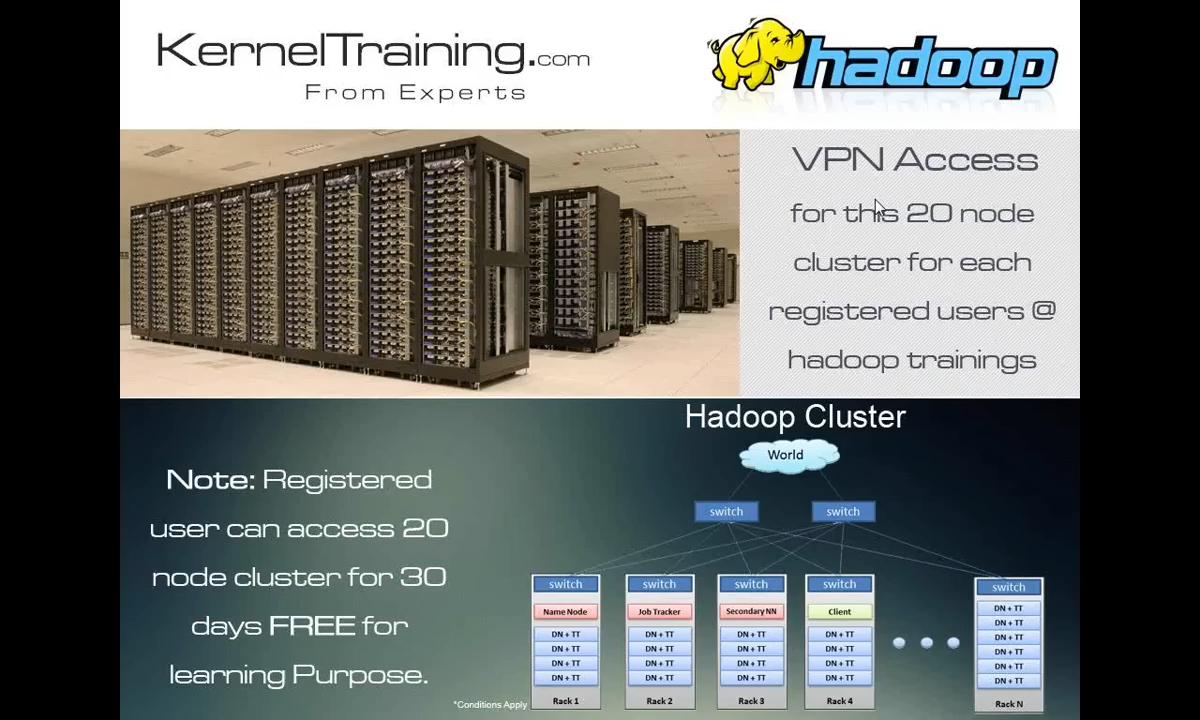 KernelTraining.com
From Experts
hadoop
VPN Access
for this 20 node
cluster for each
registered users @
hadoop trainings
Note: Registered
user can access 20
node cluster for 30
days FREE for
learning Purpose.
*Conditions Apply
Hadoop Cluster
World
switch switch
switch switch switch switch switch
Name Node Job Tracker Secondary NN Client DN + TT
DN + TT DN + TT DN + TT DN + TT DN + TT
DN + TT DN + TT DN + TT DN + TT DN + TT
DN + TT DN + TT DN + TT DN + TT DN + TT
DN + TT DN + TT DN + TT DN + TT DN + TT
DN + TT
Rack 1 Rack 2 Rack 3 Rack 4 Rack N